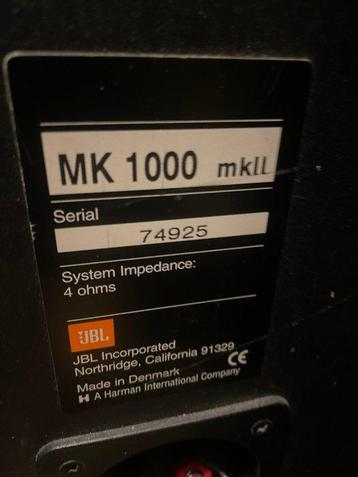 MK 1000 mkII
Serial
74925
System Impedance:
4 ohms
JBL
JBL Incorporated
Northridge, California 91329
CE
Made in Denmark
H A Harman International Company